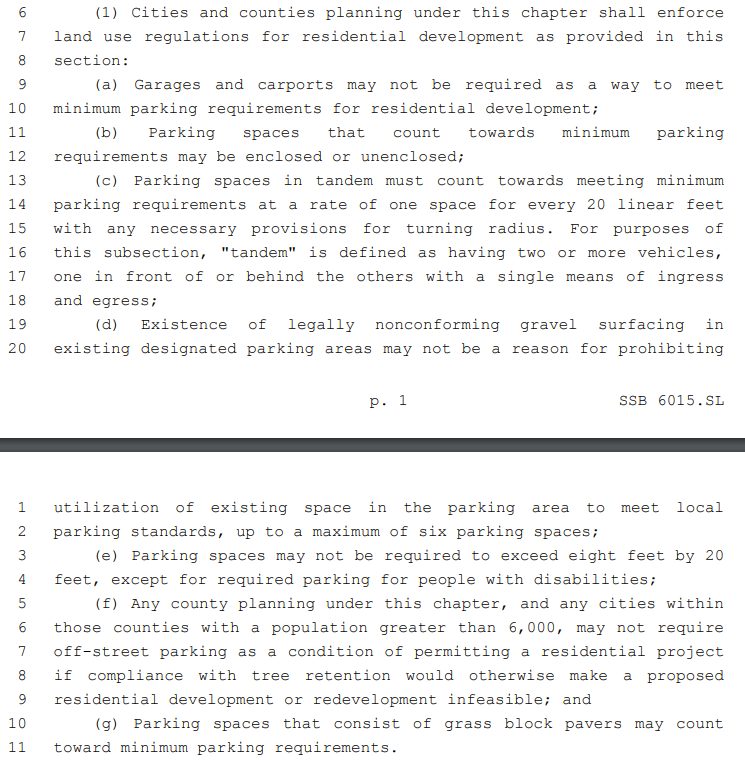 6 (1) Cities and counties planning under this chapter shall enforce
7 land use regulations for residential development as provided in this
8 section:
9 (a) Garages and carports may not be required as a way to meet
10 minimum parking requirements for residential development;
11 (b) Parking spaces that count towards minimum parking
12 requirements may be enclosed or unenclosed;
13 (c) Parking spaces in tandem must count towards meeting minimum
14 parking requirements at a rate of one space for every 20 linear feet
15 with any necessary provisions for turning radius. For purposes of
16 this subsection, "tandem" is defined as having two or more vehicles,
17 one in front of or behind the others with a single means of ingress
18 and egress;
19 (d) Existence of legally nonconforming gravel surfacing in
20 existing designated parking areas may not be a reason for prohibiting
p. 1 SSB 6015.SL
1 utilization of existing space in the parking area to meet local
2 parking standards, up to a maximum of six parking spaces;
3 (e) Parking spaces may not be required to exceed eight feet by 20
4 feet, except for required parking for people with disabilities;
5 (f) Any county planning under this chapter, and any cities within
6 those counties with a population greater than 6,000, may not require
7 off-street parking as a condition of permitting a residential project
8 if compliance with tree retention would otherwise make a proposed
9 residential development or redevelopment infeasible; and
10 (g) Parking spaces that consist of grass block pavers may count
11 toward minimum parking requirements.